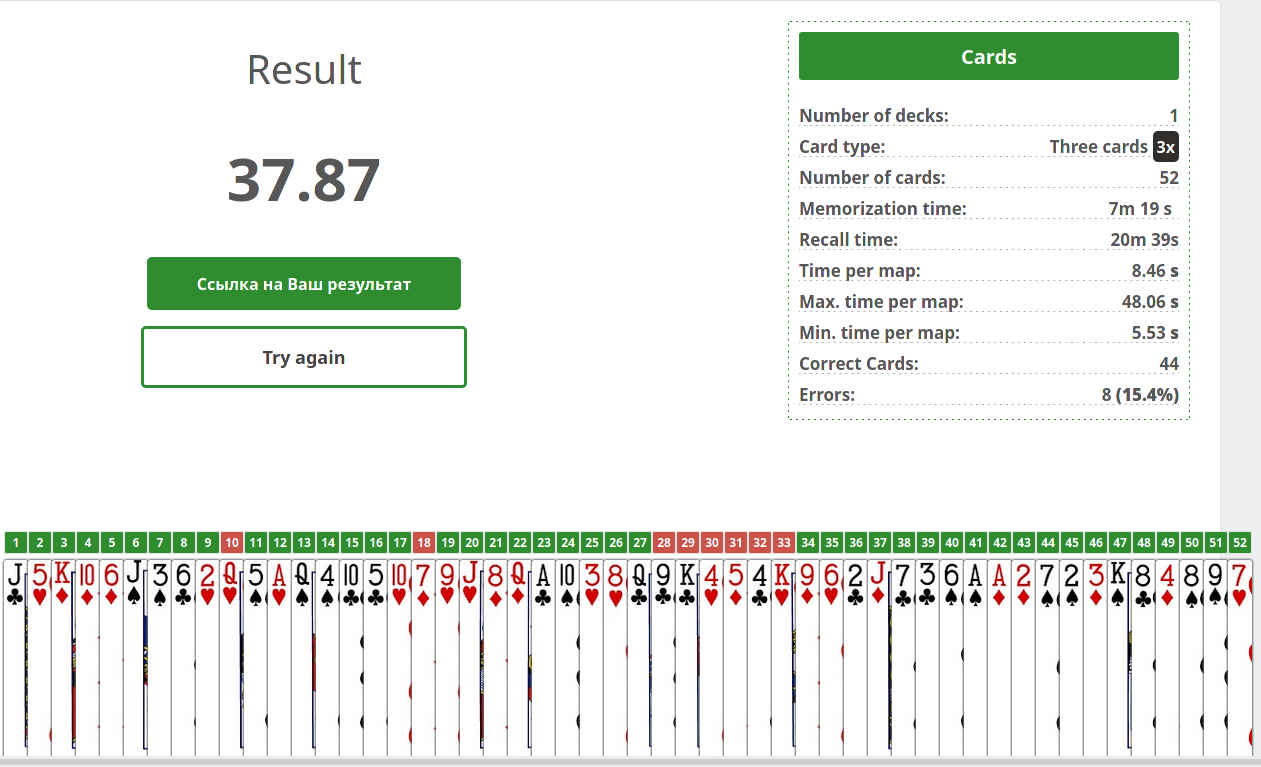 Result
37.87
Ссылка на Ваш результат
Try again
Cards
Number of decks: 1
Card type: Three cards 3x
Number of cards: 52
Memorization time: 7m 19 s
Recall time: 20m 39s
Time per map: 8.46 s
Max. time per map: 48.06 s
Min. time per map: 5.53 s
Correct Cards: 44
Errors: 8 (15.4%)
1 2 3 4 5 6 7 8 9 10 11 12 13 14 15 16 17 18 19 20 21 22 23 24 25 26 27 28 29 30 31 32 33 34 35 36 37 38 39 40 41 42 43 44 45 46 47 48 49 50 51 52
J 5 K 10 6 J 3 6 2 Q 5 A Q 4 10 5 10 7 9 J 8 Q A 10 3 8 Q 9 K 4 5 4 K 9 6 2 J 7 3 6 A A 2 7 2 3 K 8 4 8 9 7